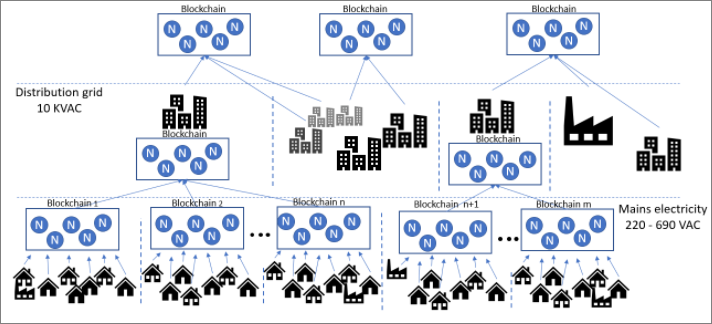 Blockchain Blockchain Blockchain
N N N N N N N N N N N N N N N
Distribution grid
10 KVAC
Blockchain Blockchain
N N N N N N N N N N
Blockchain 1 Blockchain 2 Blockchain n Blockchain n+1 Blockchain m
Mains electricity
220 - 690 VAC
N N N N N N N N N N N N N N N N N N N N N N N N N